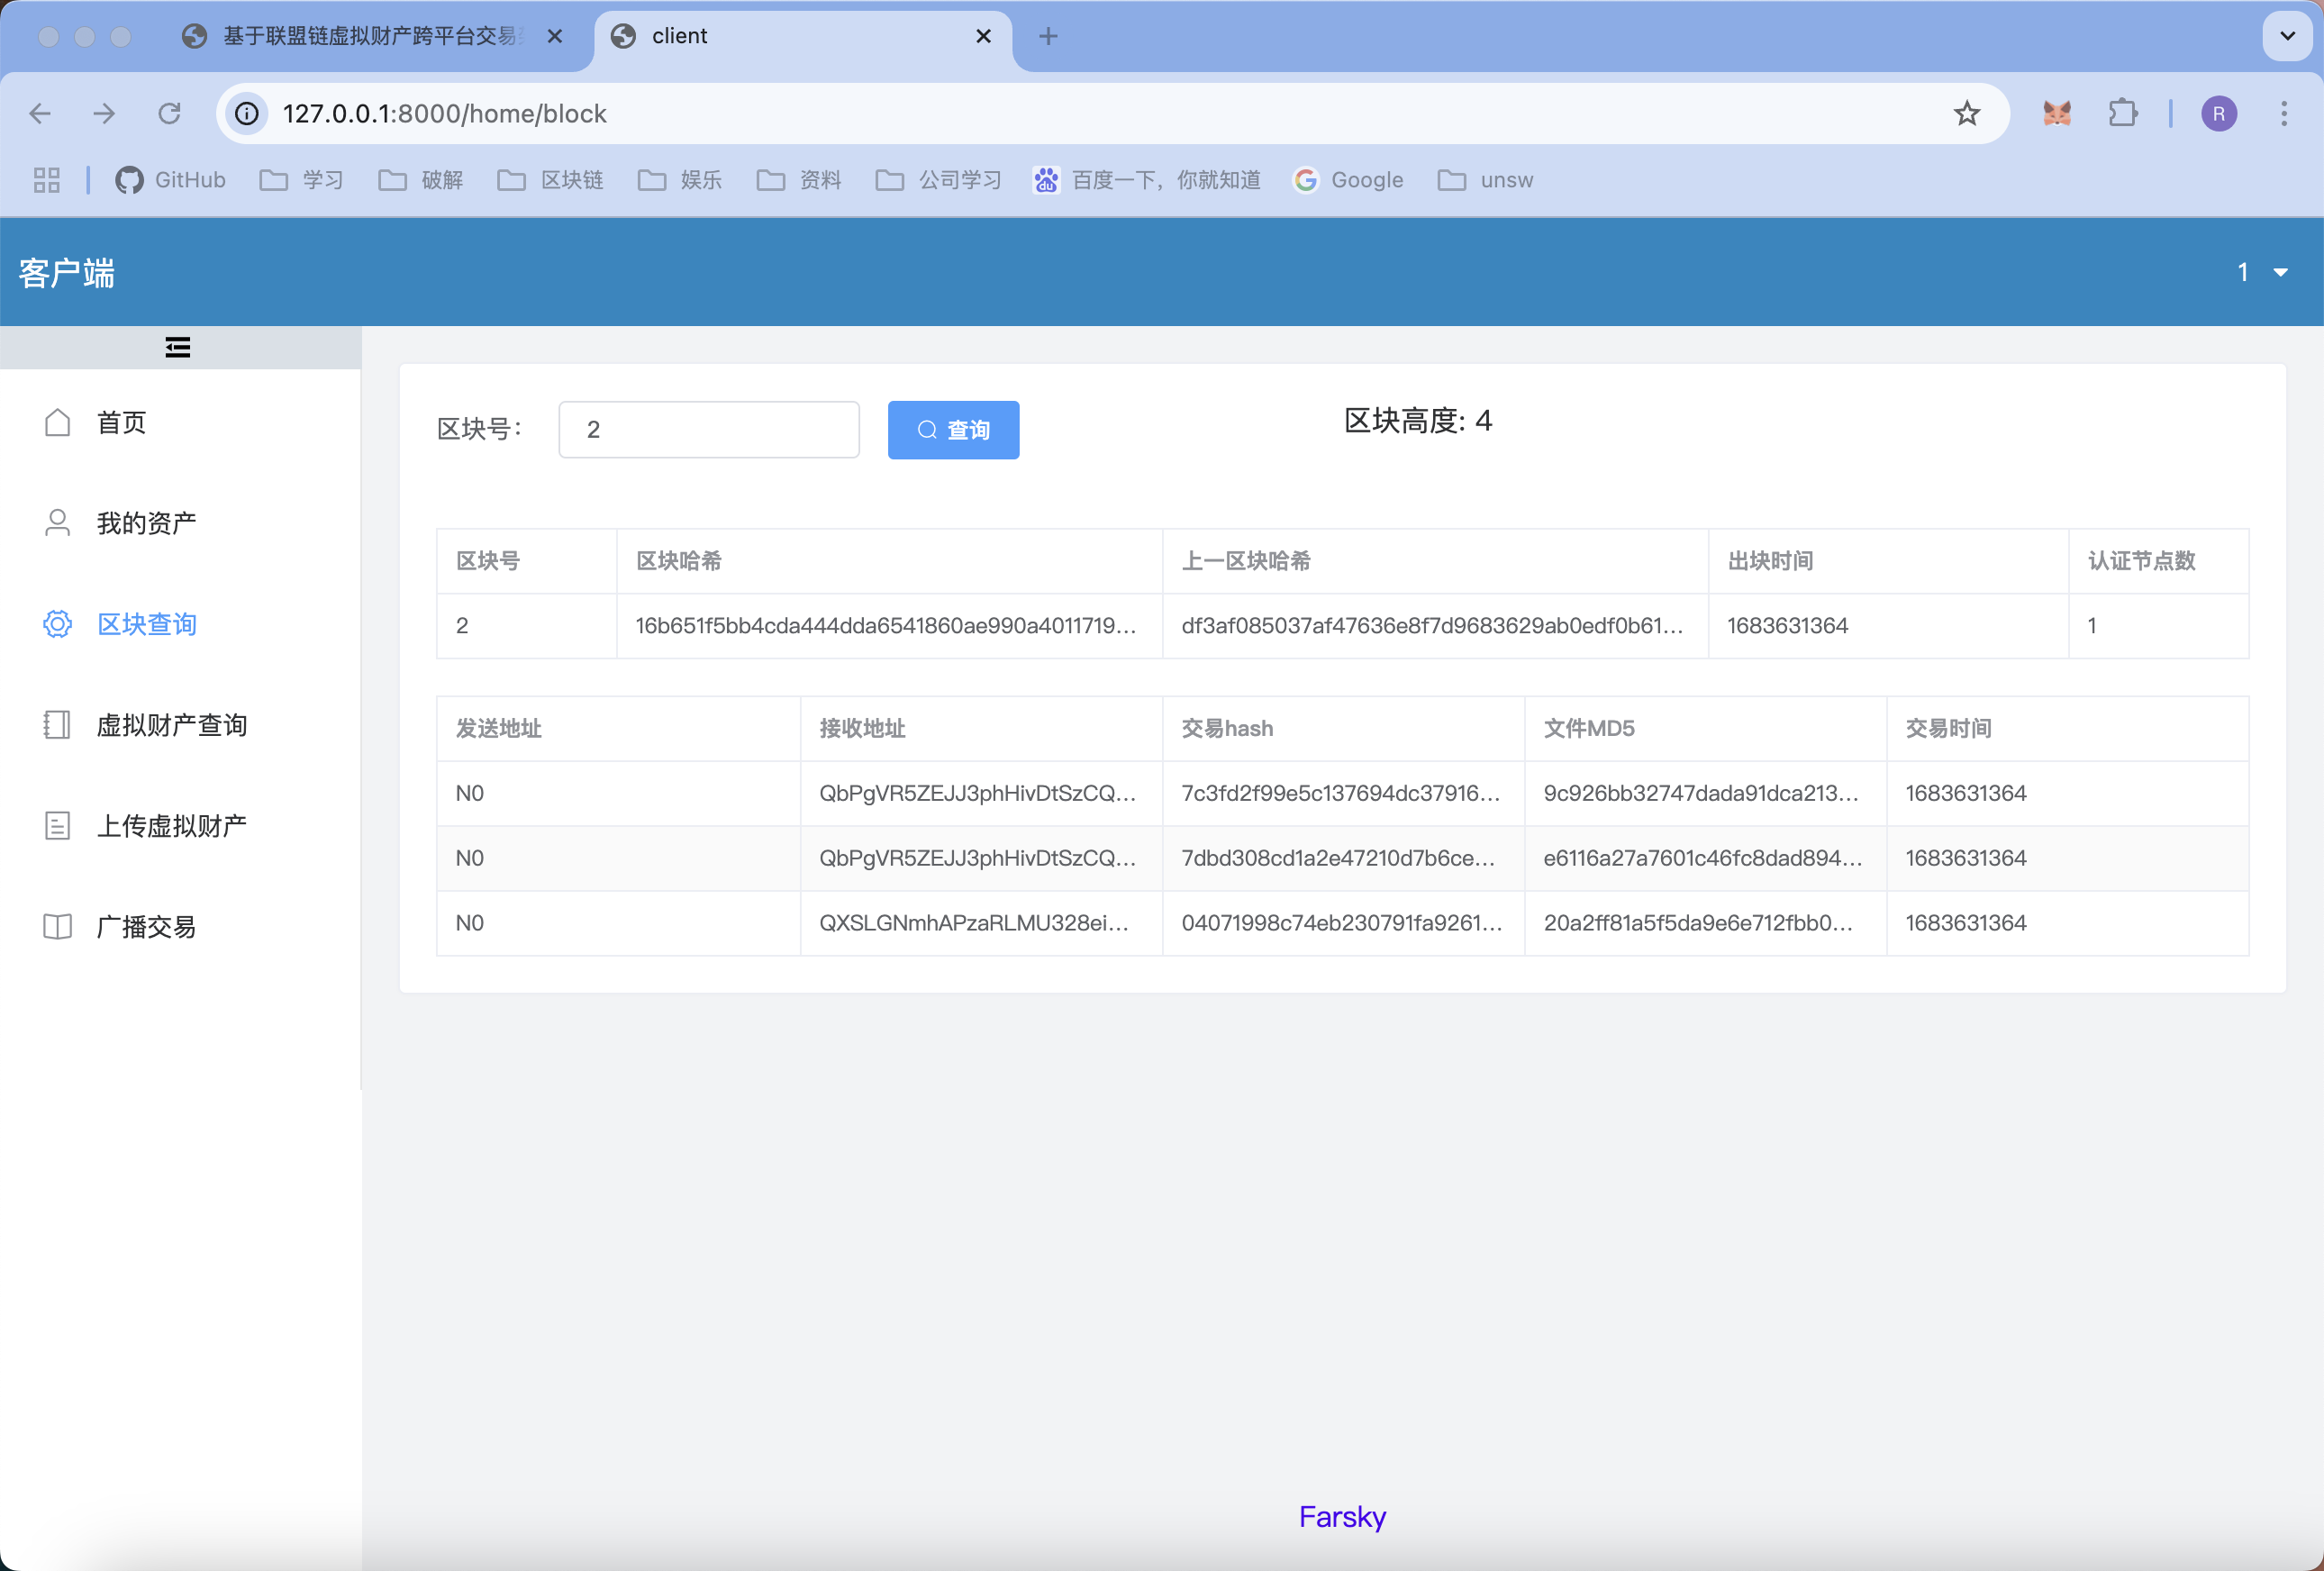 基于联盟链虚拟财产跨平台交易
client
127.0.0.1:8000/home/block
R
GitHub 学习 破解 区块链 娱乐 资料 公司学习 百度一下，你就知道 Google unsw
客户端
1
首页
我的资产
区块查询
虚拟财产查询
上传虚拟财产
广播交易
区块号： 2 查询 区块高度: 4
区块号 区块哈希 上一区块哈希 出块时间 认证节点数
2 16b651f5bb4cda444dda6541860ae990a4011719... df3af085037af47636e8f7d9683629ab0edf0b61... 1683631364 1
发送地址 接收地址 交易hash 文件MD5 交易时间
N0 QbPgVR5ZEJJ3phHivDtSzCQ... 7c3fd2f99e5c137694dc37916... 9c926bb32747dada91dca213... 1683631364
N0 QbPgVR5ZEJJ3phHivDtSzCQ... 7dbd308cd1a2e47210d7b6ce... e6116a27a7601c46fc8dad894... 1683631364
N0 QXSLGNmhAPzaRLMU328ei... 04071998c74eb230791fa9261... 20a2ff81a5f5da9e6e712fbb0... 1683631364
Farsky